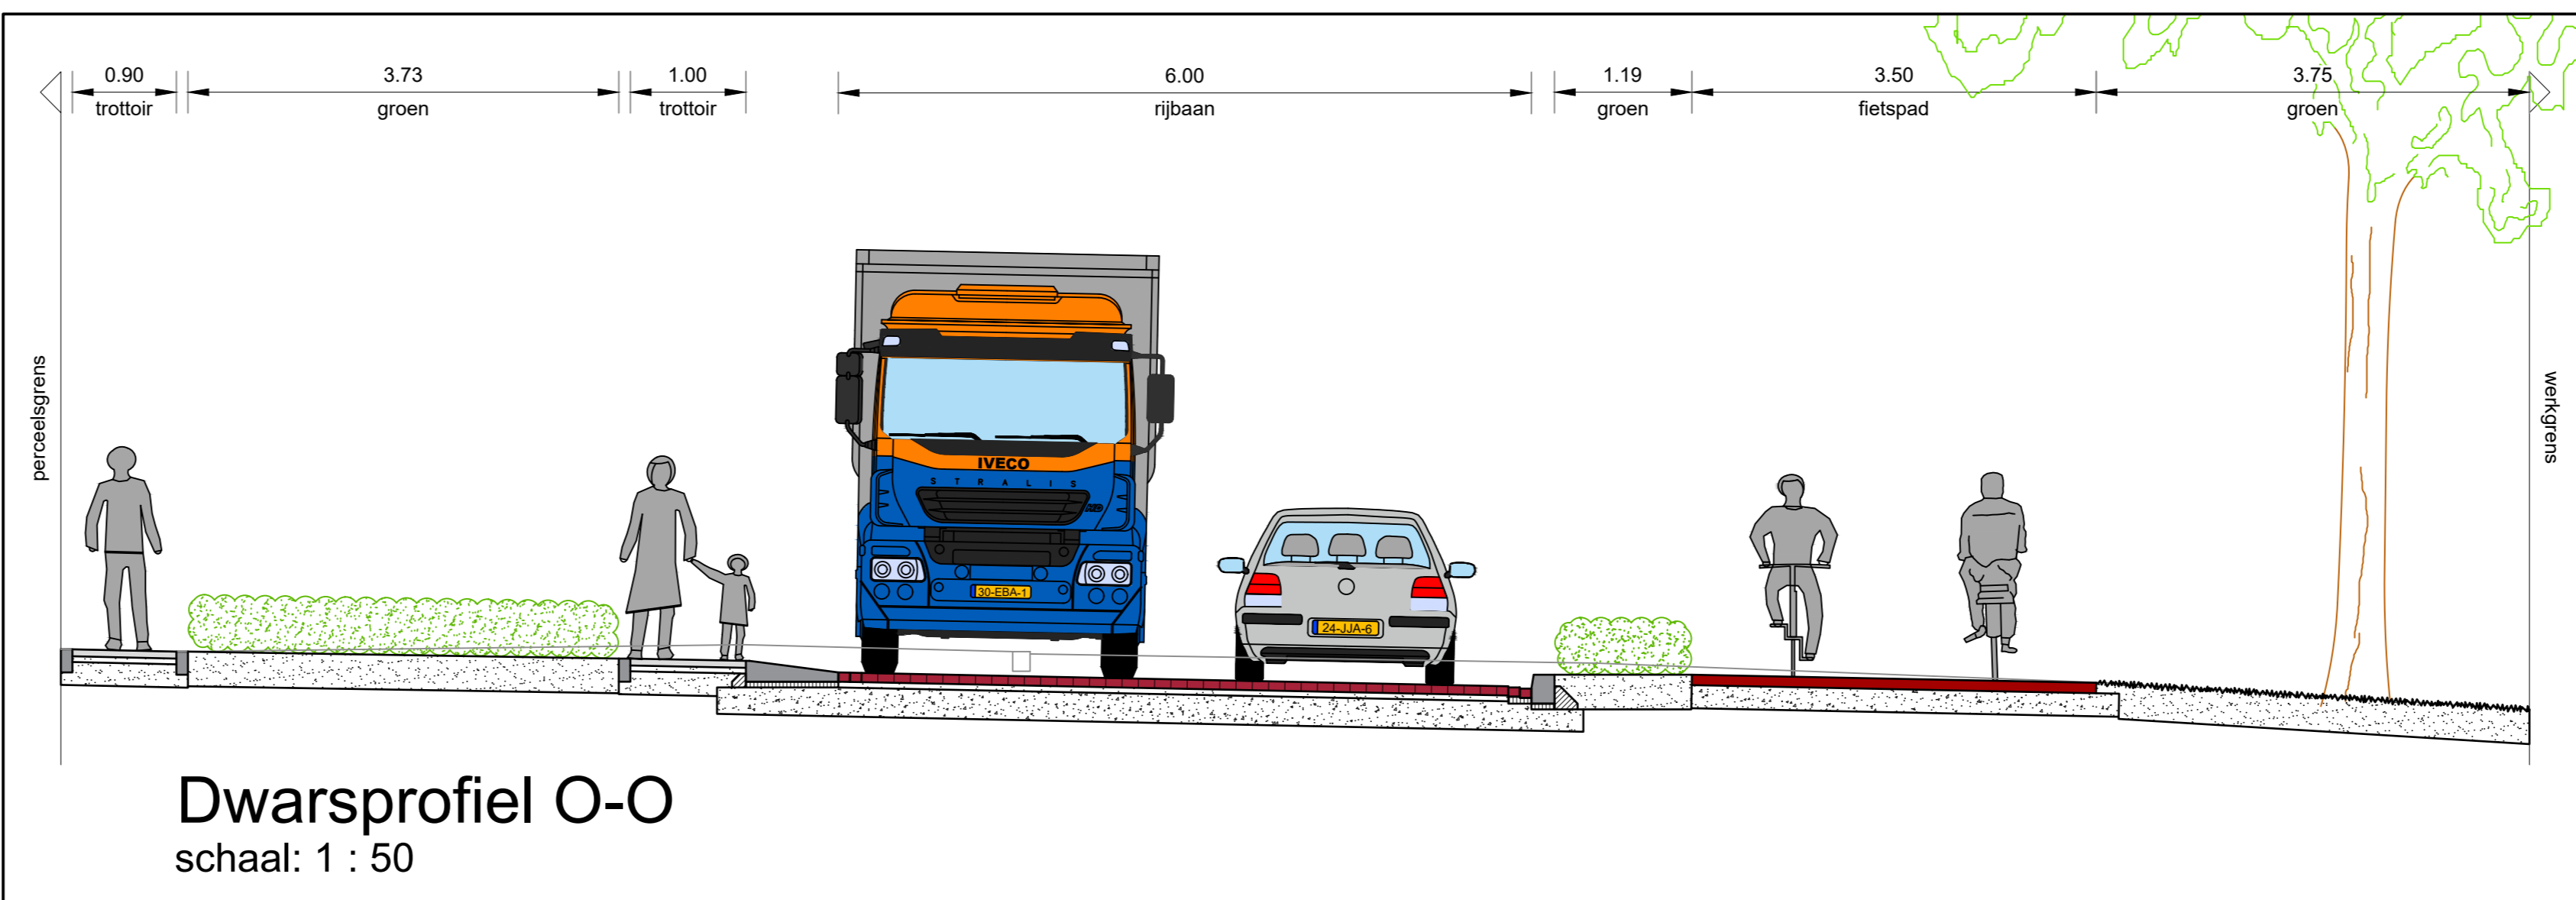 0.90
3.73
1.00
6.00
1.19
3.50
3.75
trottoir
groen
trottoir
rijbaan
groen
fietspad
groen
perceelsgrens
werkgrens
IVECO
STRALIS
30-EBA-1
24-JJA-6
Dwarsprofiel O-O
schaal: 1 : 50